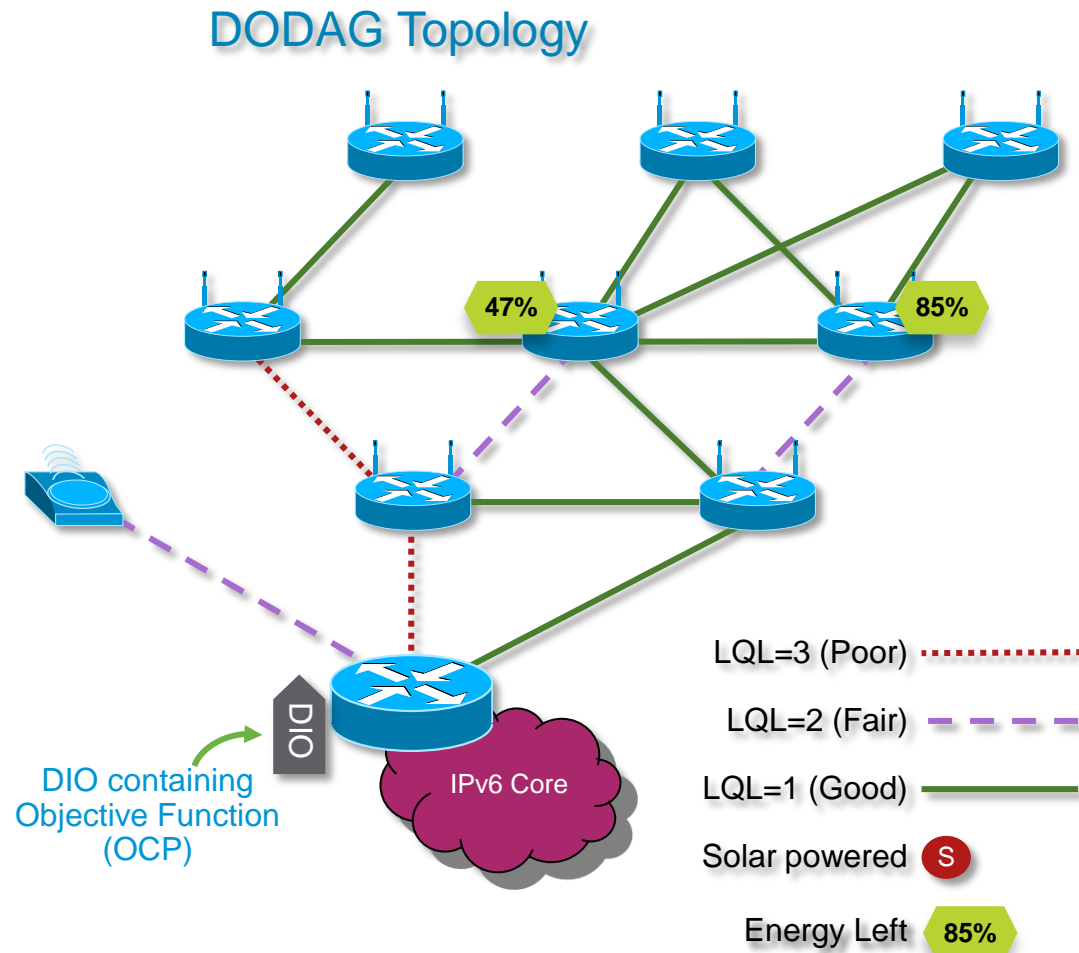 DODAG Topology
47%
85%
DIO
DIO containing
Objective Function
(OCP)
IPv6 Core
LQL=3 (Poor)
LQL=2 (Fair)
LQL=1 (Good)
Solar powered S
Energy Left 85%